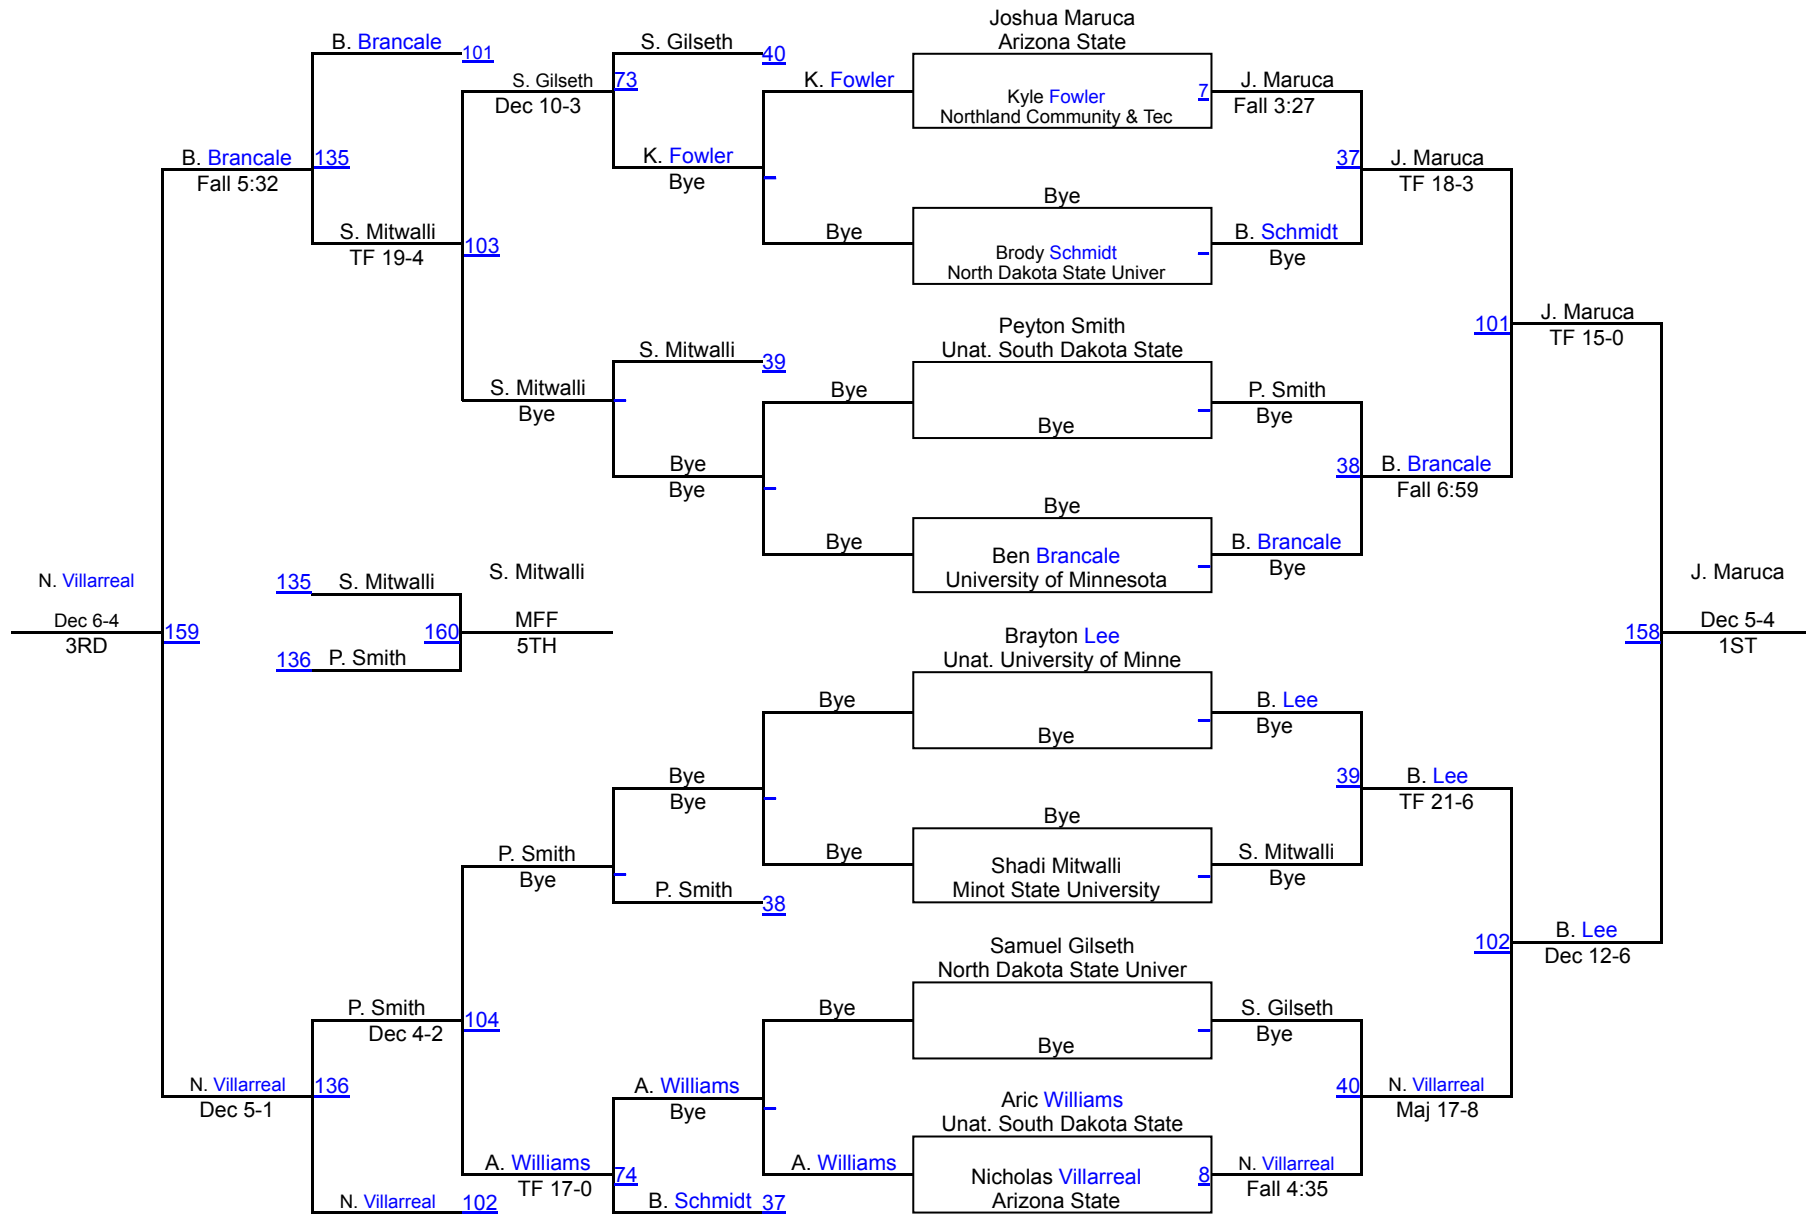 Joshua Maruca
Arizona State
B. Brancale
101
S. Gilseth
40
S. Gilseth
73
Dec 10-3
K. Fowler
Kyle Fowler
7
Northland Community & Tec
J. Maruca
Fall 3:27
B. Brancale
135
Fall 5:32
K. Fowler
Bye
37
J. Maruca
TF 18-3
Bye
S. Mitwalli
103
TF 19-4
Bye
Brody Schmidt
North Dakota State Univer
B. Schmidt
Bye
Peyton Smith
Unat. South Dakota State
101
J. Maruca
TF 15-0
S. Mitwalli
39
S. Mitwalli
Bye
Bye
Bye
P. Smith
Bye
Bye
Bye
38
B. Brancale
Fall 6:59
Bye
Bye
Ben Brancale
University of Minnesota
B. Brancale
Bye
N. Villarreal
Dec 6-4
3RD
159
135
S. Mitwalli
136
P. Smith
160
S. Mitwalli
MFF
5TH
J. Maruca
158
Dec 5-4
1ST
Brayton Lee
Unat. University of Minne
Bye
Bye
B. Lee
Bye
Bye
Bye
39
B. Lee
TF 21-6
Bye
P. Smith
Bye
Bye
Shadi Mitwalli
Minot State University
S. Mitwalli
Bye
P. Smith
38
Samuel Gilseth
North Dakota State Univer
102
B. Lee
Dec 12-6
P. Smith
104
Dec 4-2
Bye
Bye
S. Gilseth
Bye
N. Villarreal
136
Dec 5-1
A. Williams
Bye
Aric Williams
Unat. South Dakota State
40
N. Villarreal
Maj 17-8
A. Williams
74
TF 17-0
A. Williams
Nicholas Villarreal
8
Arizona State
N. Villarreal
Fall 4:35
N. Villarreal
102
B. Schmidt
37